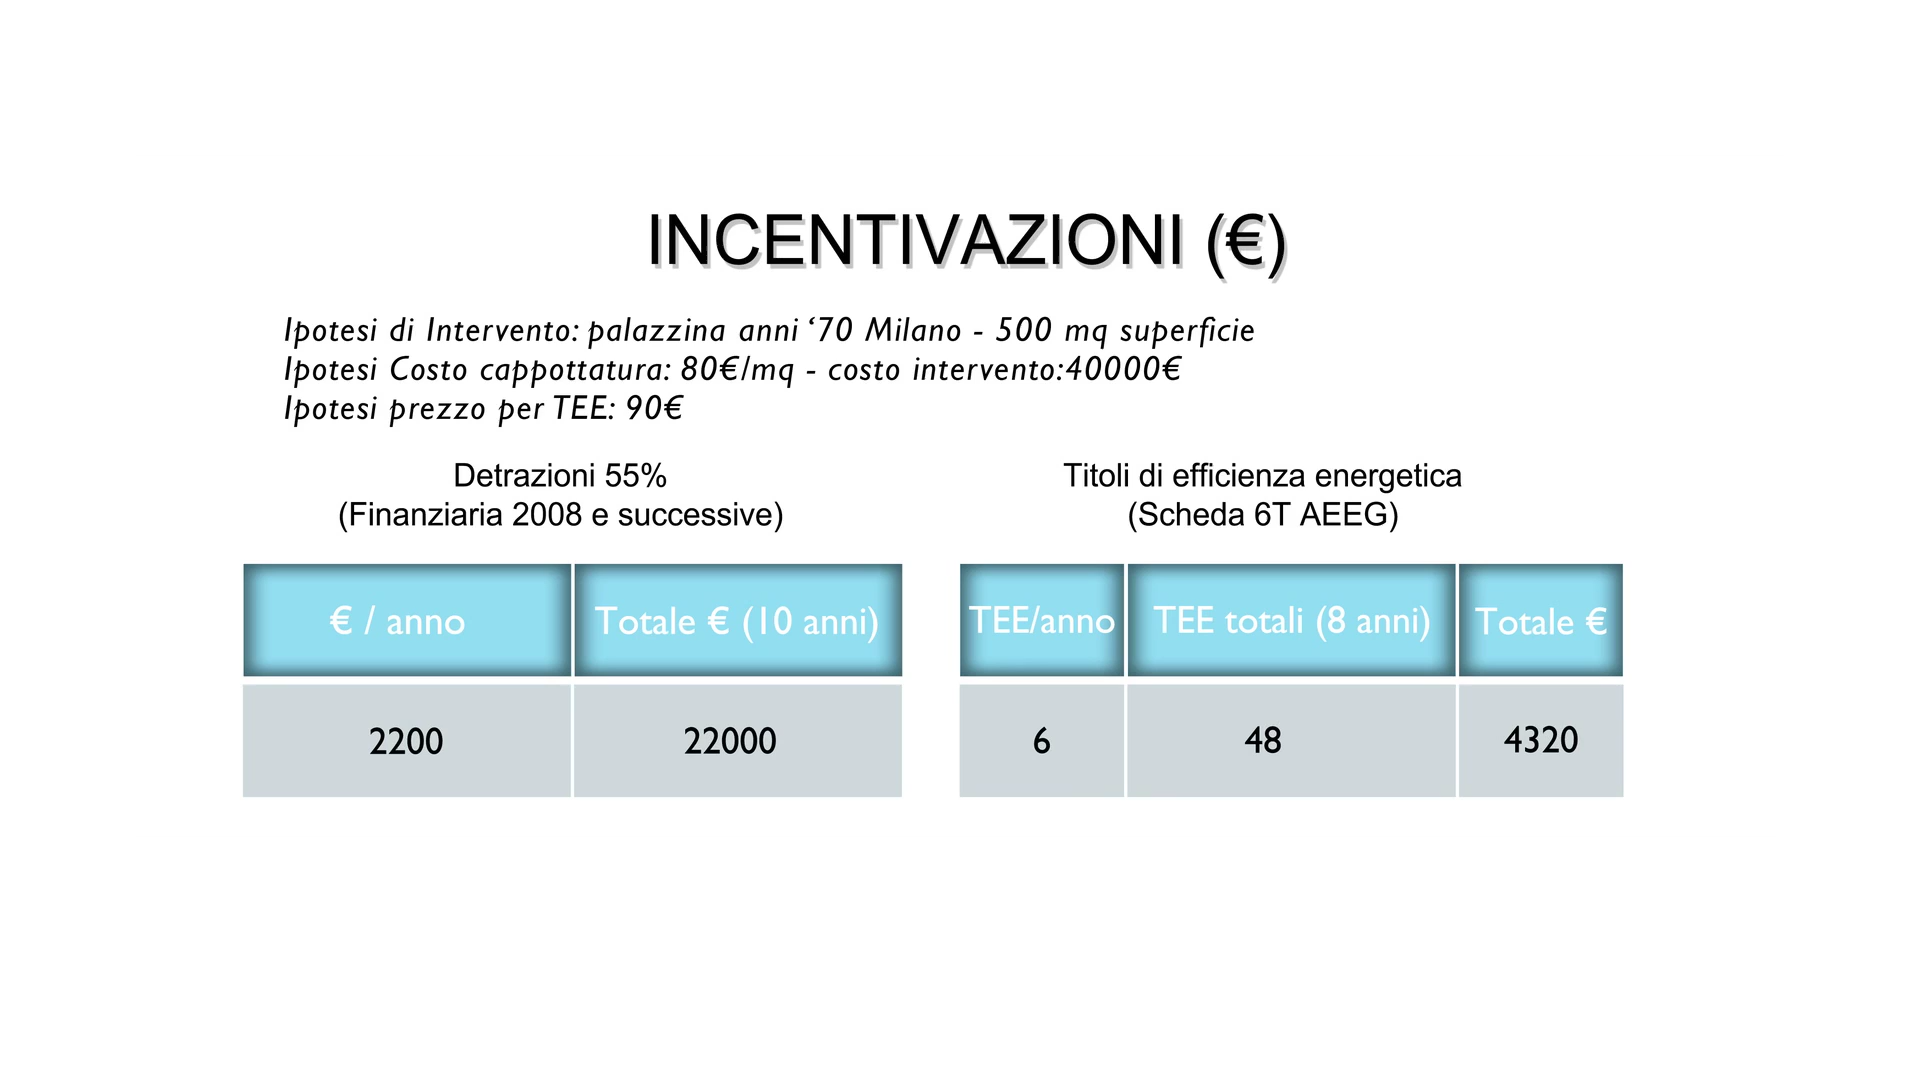 INCENTIVAZIONI (€)
Ipotesi di Intervento: palazzina anni ‘70 Milano - 500 mq superficie
Ipotesi Costo cappottatura: 80€/mq - costo intervento:40000€
Ipotesi prezzo per TEE: 90€
Detrazioni 55%
(Finanziaria 2008 e successive)
€ / anno
Totale € (10 anni)
2200
22000
Titoli di efficienza energetica
(Scheda 6T AEEG)
TEE/anno
TEE totali (8 anni)
Totale €
6
48
4320